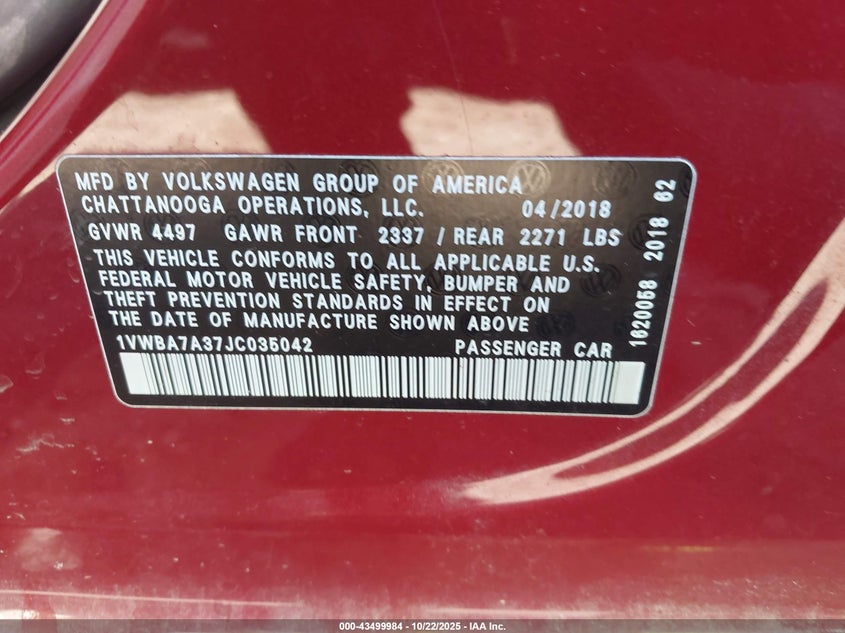 MFD BY VOLKSWAGEN GROUP OF AMERICA
CHATTANOOGA OPERATIONS, LLC. 04/2018
GVWR 4497 GAWR FRONT 2337 / REAR 2271 LBS
THIS VEHICLE CONFORMS TO ALL APPLICABLE U.S.
FEDERAL MOTOR VEHICLE SAFETY, BUMPER AND
THEFT PREVENTION STANDARDS IN EFFECT ON
THE DATE OF MANUFACTURE SHOWN ABOVE
1VWBA7A37JC035042 PASSENGER CAR
1620058 2018 62
000-43499984 - 10/22/2025 - IAA Inc.